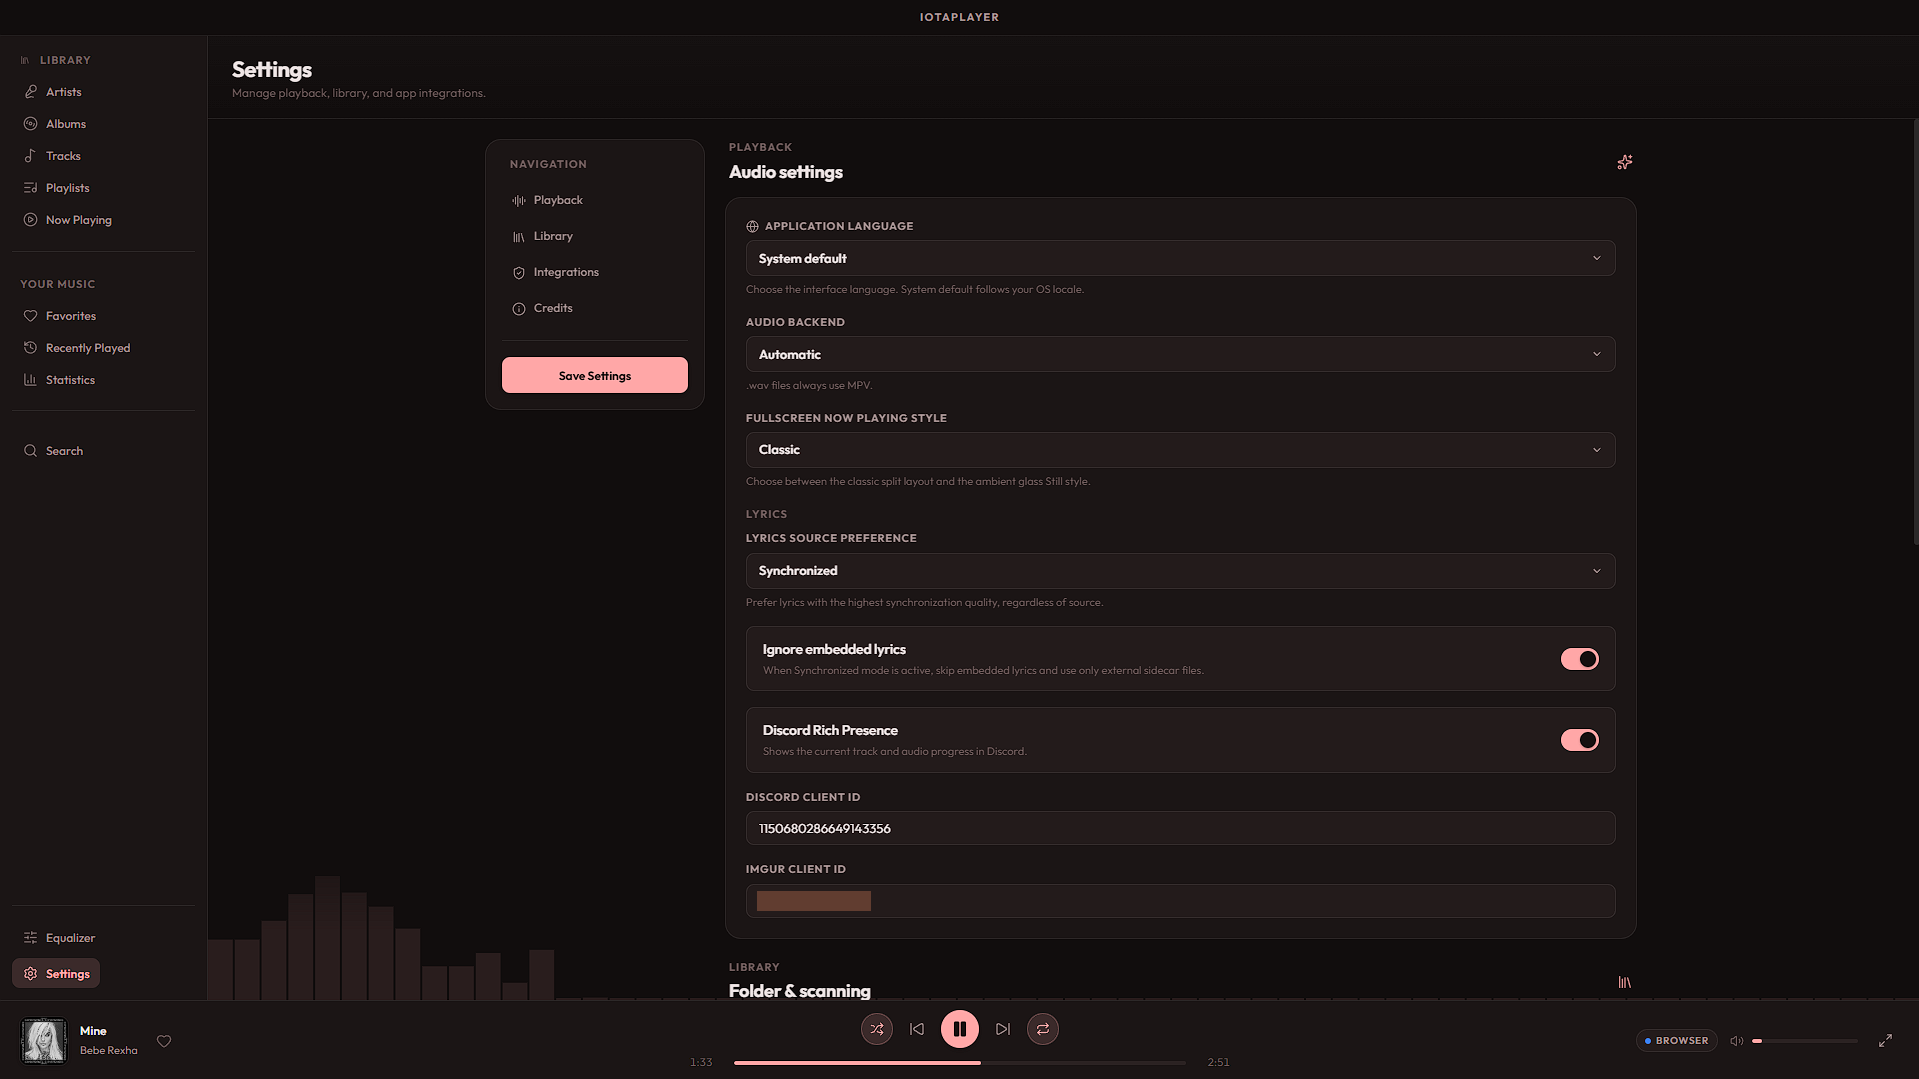 IOTAPLAYER
LIBRARY
Artists
Albums
Tracks
Playlists
Now Playing
YOUR MUSIC
Favorites
Recently Played
Statistics
Search
Equalizer
Settings
Settings
Manage playback, library, and app integrations.
NAVIGATION
Playback
Library
Integrations
Credits
Save Settings
PLAYBACK
Audio settings
APPLICATION LANGUAGE
System default
Choose the interface language. System default follows your OS locale.
AUDIO BACKEND
Automatic
.wav files always use MPV.
FULLSCREEN NOW PLAYING STYLE
Classic
Choose between the classic split layout and the ambient glass Still style.
LYRICS
LYRICS SOURCE PREFERENCE
Synchronized
Prefer lyrics with the highest synchronization quality, regardless of source.
Ignore embedded lyrics
When Synchronized mode is active, skip embedded lyrics and use only external sidecar files.
Discord Rich Presence
Shows the current track and audio progress in Discord.
DISCORD CLIENT ID
1150680286649143356
IMGUR CLIENT ID
LIBRARY
Folder & scanning
Mine
Bebe Rexha
1:33
2:51
BROWSER